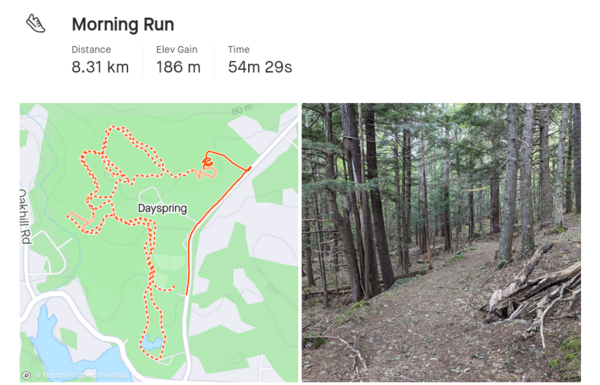 Morning Run
Distance Elev Gain Time
8.31 km 186 m 54m 29s
80 m
Dayspring
Oakhill Rd
© Mapbox © OpenStreetMap